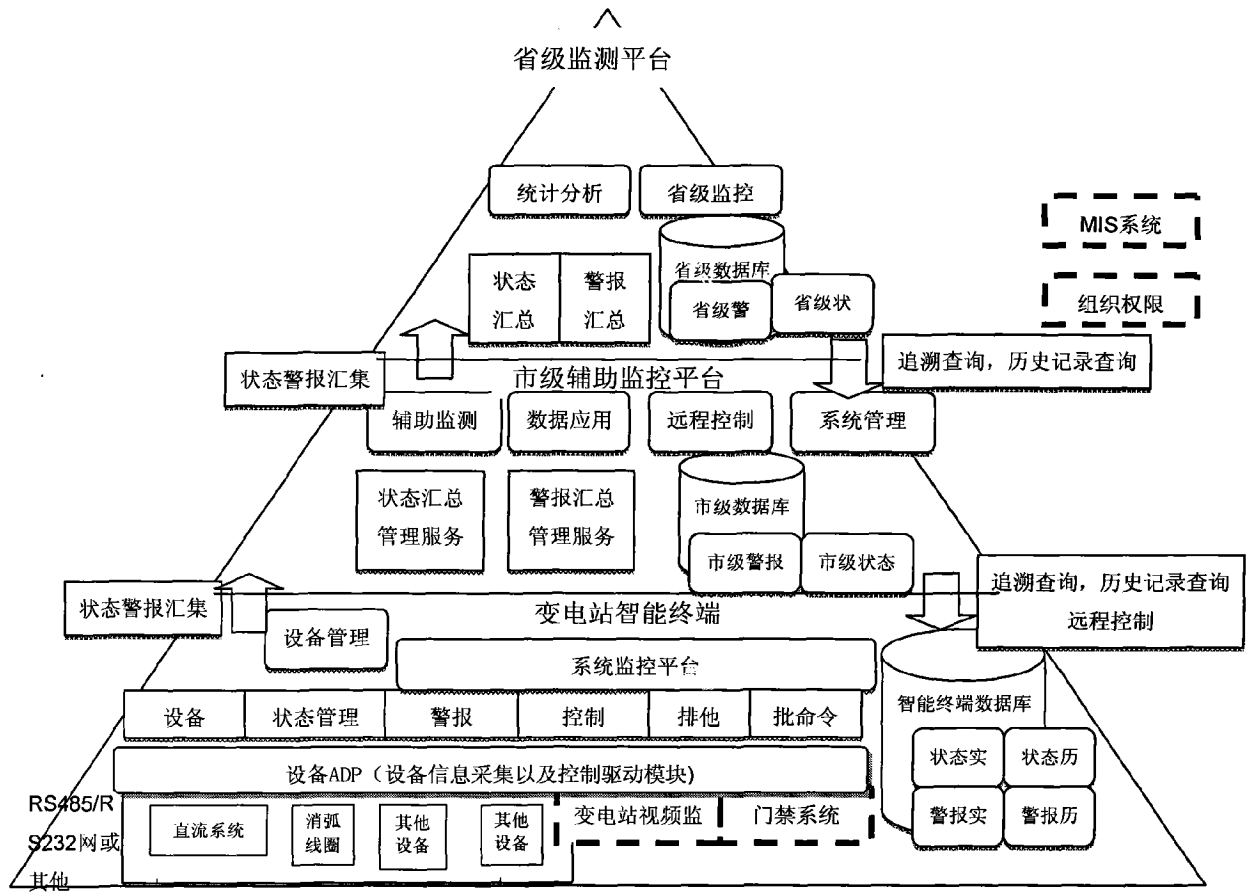 省级监测平台
统计分析
省级监控
MIS系统
组织权限
状态
汇总
警报
汇总
省级数据库
省级警
省级状
状态警报汇集
追溯查询，历史记录查询
市级辅助监控平台
辅助监测
数据应用
远程控制
系统管理
状态汇总
管理服务
警报汇总
管理服务
市级数据库
市级警报
市级状态
状态警报汇集
追溯查询，历史记录查询
远程控制
变电站智能终端
设备管理
系统监控平台
智能终端数据库
设备
状态管理
警报
控制
排他
批命令
状态实
状态历
警报实
警报历
设备ADP（设备信息采集以及控制驱动模块)
RS485/R
S232网或
其他
直流系统
消弧
线圈
其他
设备
其他
设备
变电站视频监
门禁系统